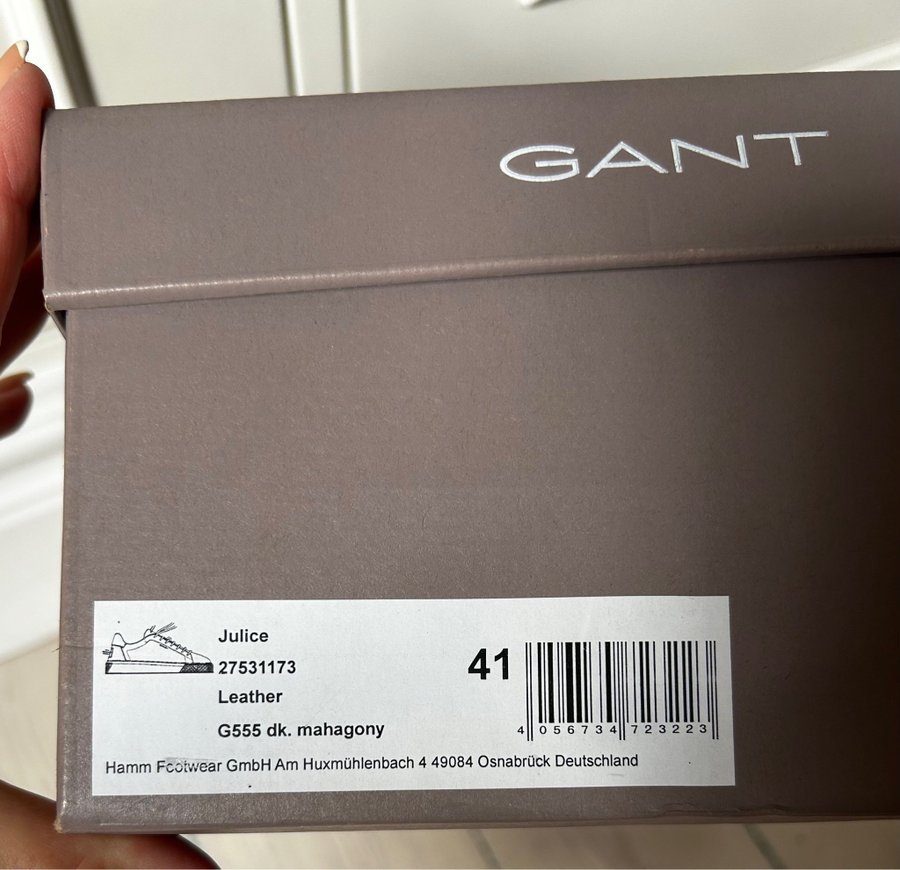 GANT
Julice
27531173
Leather
G555 dk. mahagony
41
4 056734 723223
Hamm Footwear GmbH Am Huxmühlenbach 4 49084 Osnabrück Deutschland